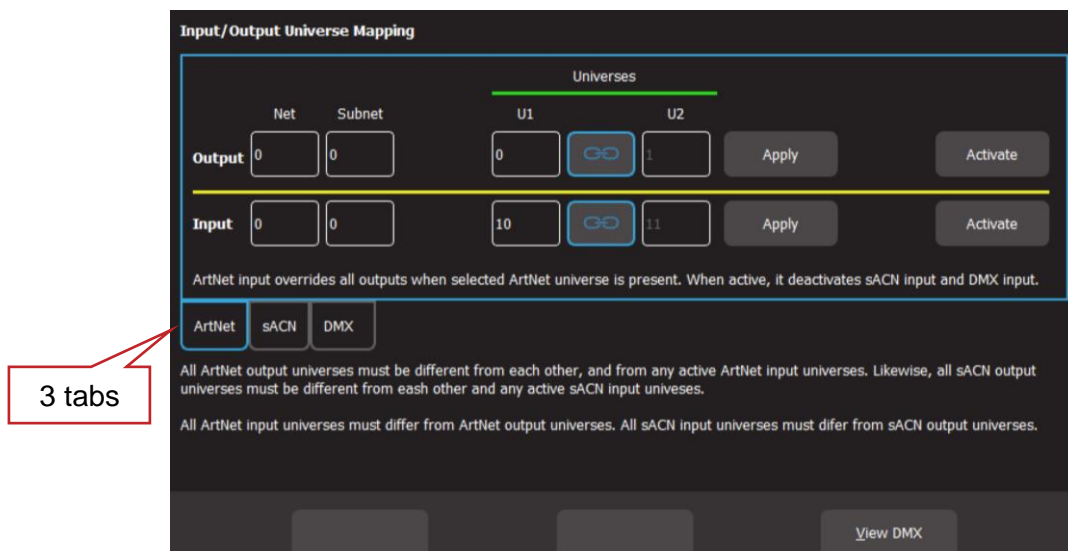 Input/Output Universe Mapping
Universes
Net Subnet U1 U2
Output 0 0 0 1 Apply Activate
Input 0 0 10 11 Apply Activate
ArtNet input overrides all outputs when selected ArtNet universe is present. When active, it deactivates sACN input and DMX input.
ArtNet sACN DMX
3 tabs
All ArtNet output universes must be different from each other, and from any active ArtNet input universes. Likewise, all sACN output
universes must be different from eash other and any active sACN input univeses.
All ArtNet input universes must differ from ArtNet output universes. All sACN input universes must difer from sACN output universes.
View DMX